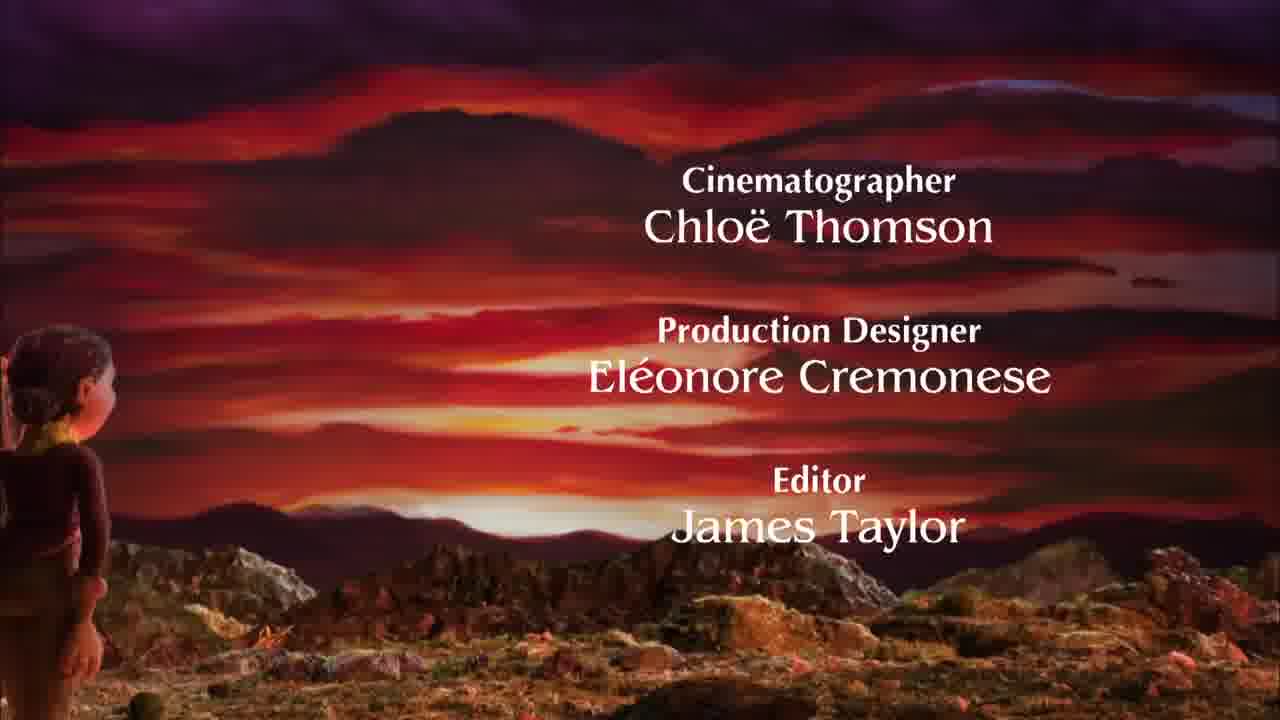 Cinematographer
Chloë Thomson
Production Designer
Eléonore Cremonese
Editor
James Taylor